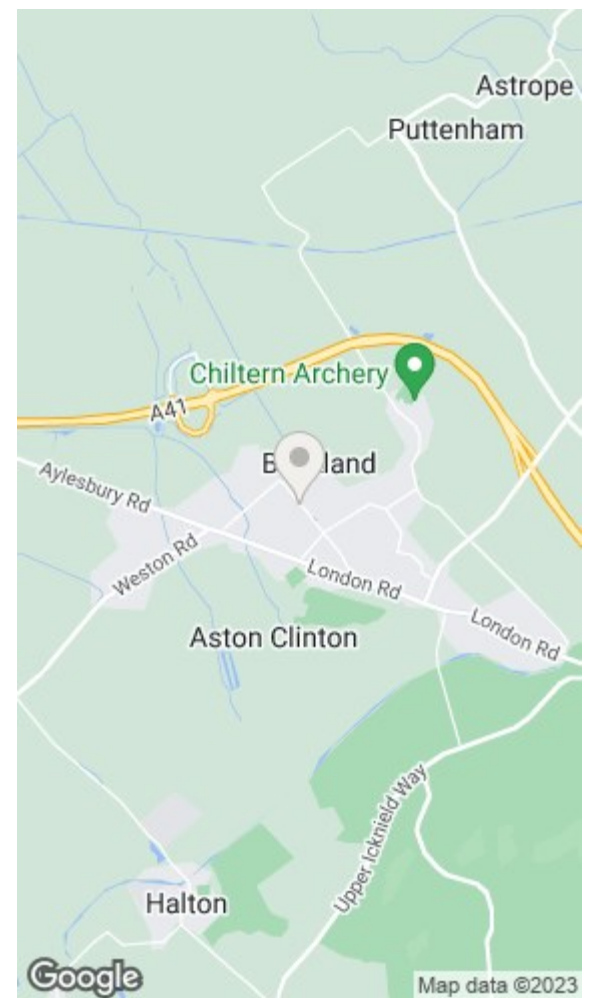 Astrope
Puttenham
Chiltern Archery
A41
Aylesbury Rd
Weston Rd
London Rd
London Rd
Aston Clinton
Upper Icknield Way
Halton
Google
Map data ©2023